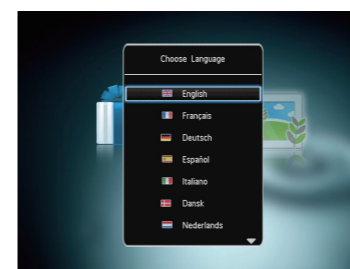 Choose Language
English
Français
Deutsch
Español
Italiano
Dansk
Nederlands